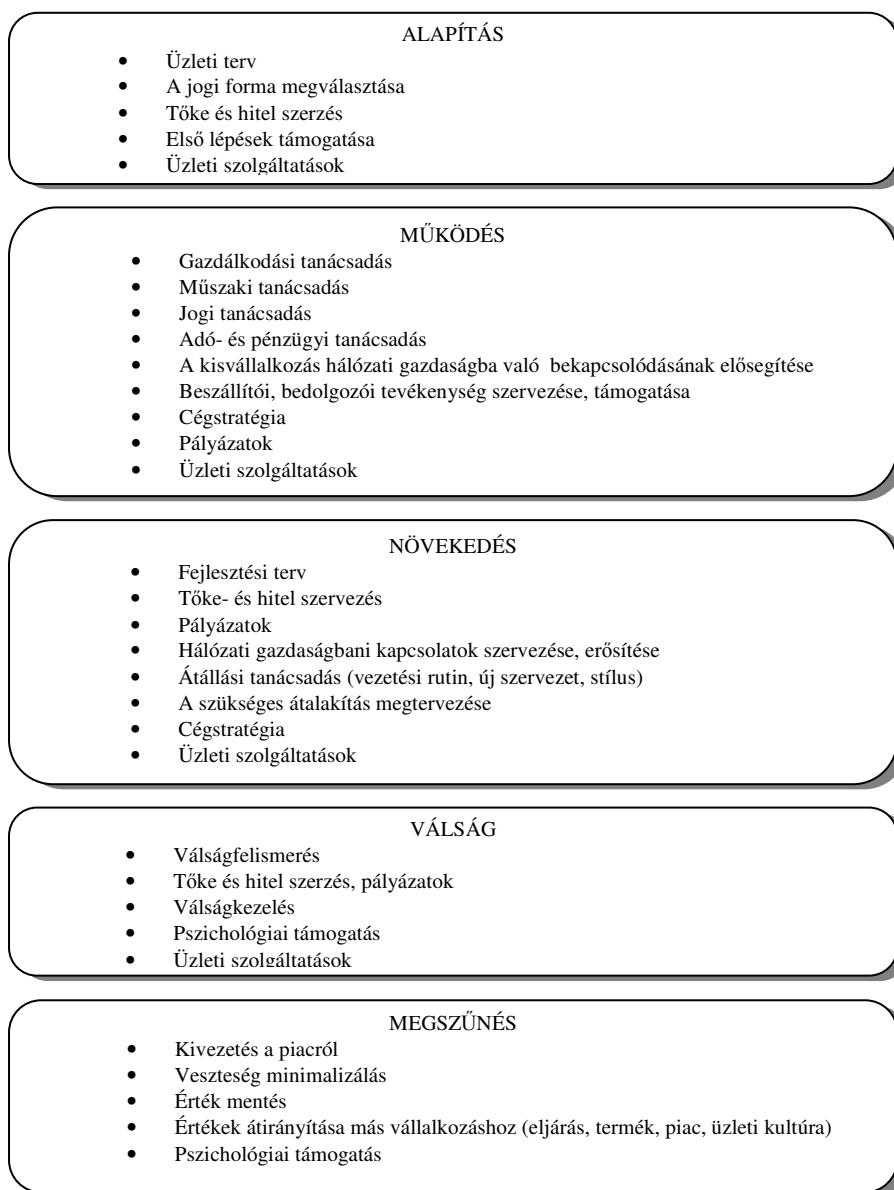 ALAPÍTÁS
• Üzleti terv
• A jogi forma megválasztása
• Tőke és hitel szerzés
• Első lépések támogatása
• Üzleti szolgáltatások
MŰKÖDÉS
• Gazdálkodási tanácsadás
• Műszaki tanácsadás
• Jogi tanácsadás
• Adó- és pénzügyi tanácsadás
• A kisvállalkozás hálózati gazdaságba való bekapcsolódásának elősegítése
• Beszállítói, bedolgozói tevékenység szervezése, támogatása
• Cégstratégia
• Pályázatok
• Üzleti szolgáltatások
NÖVEKEDÉS
• Fejlesztési terv
• Tőke- és hitel szervezés
• Pályázatok
• Hálózati gazdaságbani kapcsolatok szervezése, erősítése
• Átállási tanácsadás (vezetési rutin, új szervezet, stílus)
• A szükséges átalakítás megtervezése
• Cégstratégia
• Üzleti szolgáltatások
VÁLSÁG
• Válságfelismerés
• Tőke és hitel szerzés, pályázatok
• Válságkezelés
• Pszichológiai támogatás
• Üzleti szolgáltatások
MEGSZŰNÉS
• Kivezetés a piacról
• Veszteség minimalizálás
• Érték mentés
• Értékek átirányítása más vállalkozáshoz (eljárás, termék, piac, üzleti kultúra)
• Pszichológiai támogatás